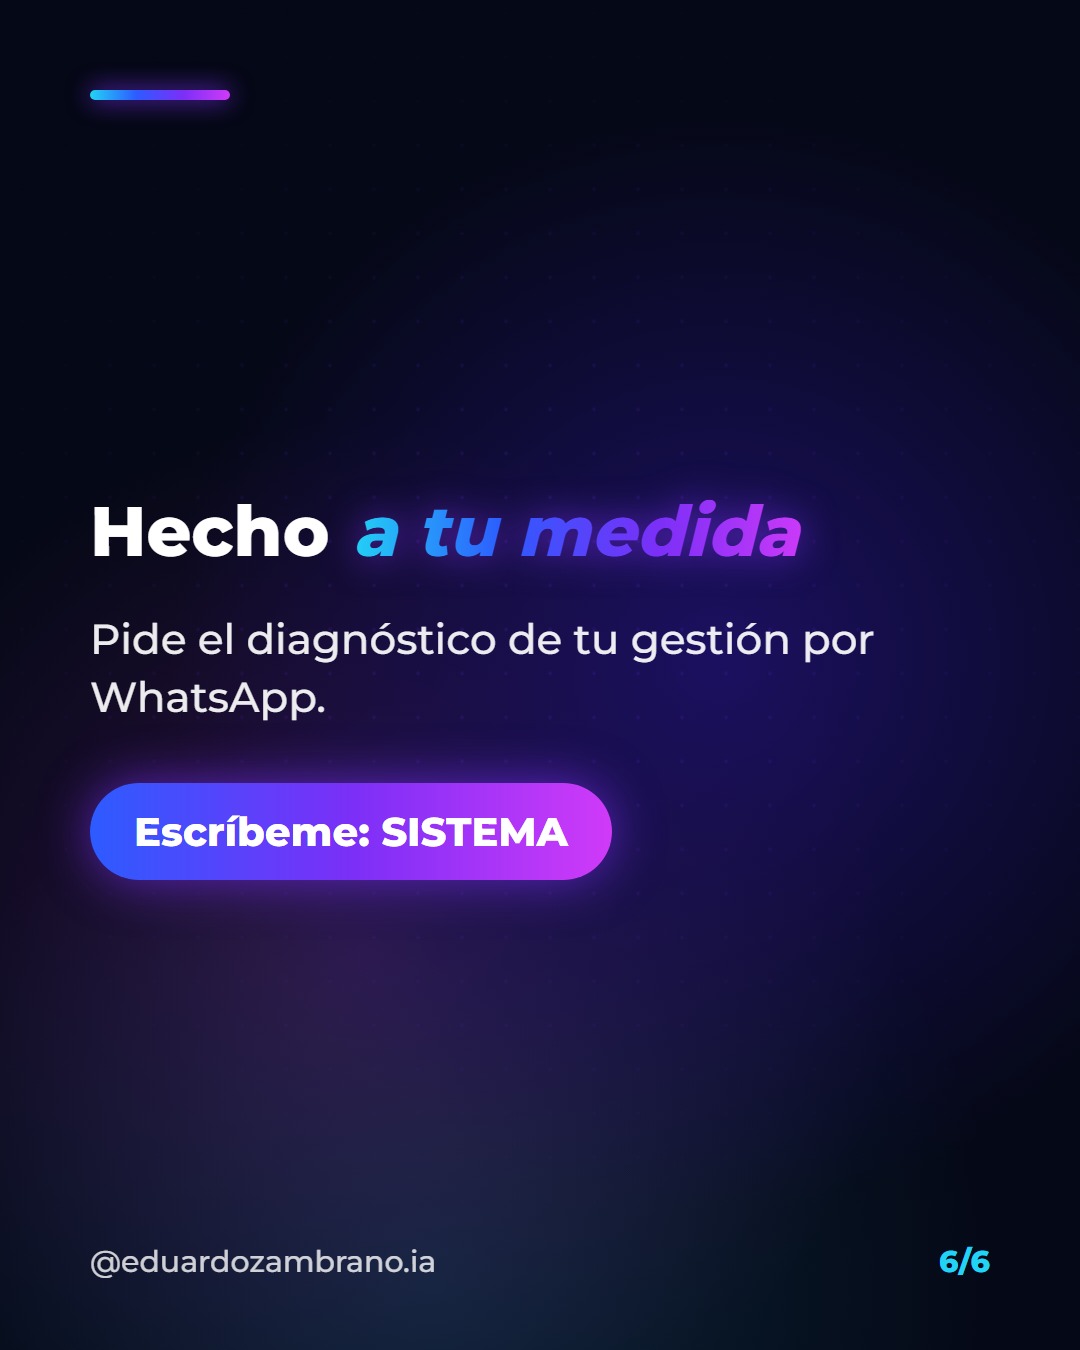 Hecho a tu medida
Pide el diagnóstico de tu gestión por
WhatsApp.
Escríbeme: SISTEMA
@eduardozambrano.ia
6/6